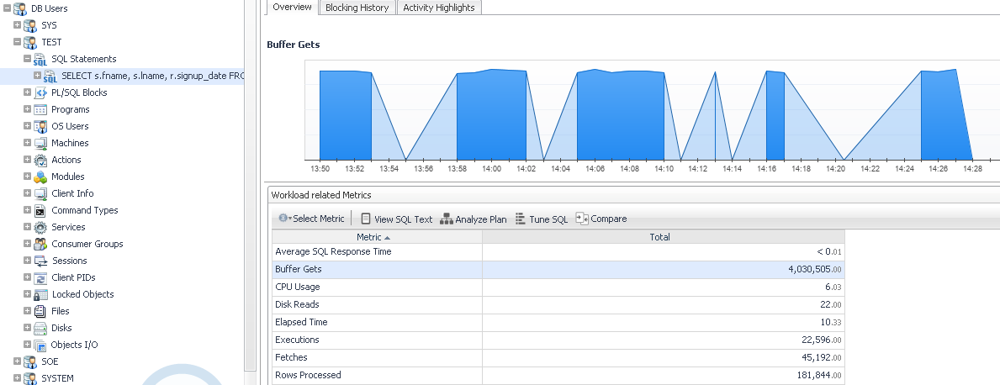 DB Users
SYS
TEST
SQL Statements
SELECT s.fname, s.lname, r.signup_date FRO
PL/SQL Blocks
Programs
OS Users
Machines
Actions
Modules
Client Info
Command Types
Services
Consumer Groups
Sessions
Client PIDs
Locked Objects
Files
Disks
Objects I/O
SOE
SYSTEM
Overview Blocking History Activity Highlights
Buffer Gets
13:50 13:52 13:54 13:56 13:58 14:00 14:02 14:04 14:06 14:08 14:10 14:12 14:14 14:16 14:18 14:20 14:22 14:24 14:26 14:28
Workload related Metrics
Select Metric View SQL Text Analyze Plan Tune SQL Compare
Metric Total
Average SQL Response Time < 0.01
Buffer Gets 4,030,505.00
CPU Usage 6.03
Disk Reads 22.00
Elapsed Time 10.33
Executions 22,596.00
Fetches 45,192.00
Rows Processed 181,844.00